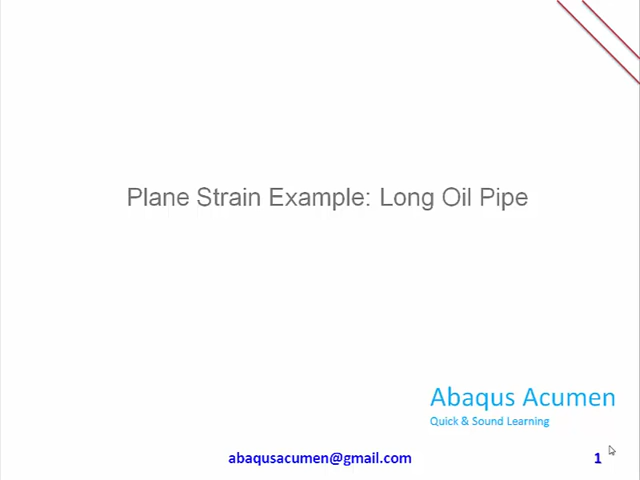 Plane Strain Example: Long Oil Pipe
Abaqus Acumen
Quick & Sound Learning
abaqusacumen@gmail.com
1